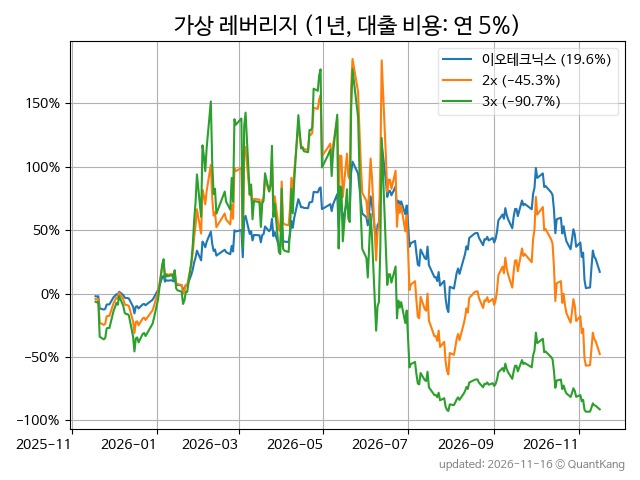 가상 레버리지 (1년, 대출 비용: 연 5%)
이오테크닉스 (19.6%)
2x (−45.3%)
3x (−90.7%)
150%
100%
50%
0%
−50%
−100%
2025-11 2026-01 2026-03 2026-05 2026-07 2026-09 2026-11
updated: 2026-11-16 © QuantKang